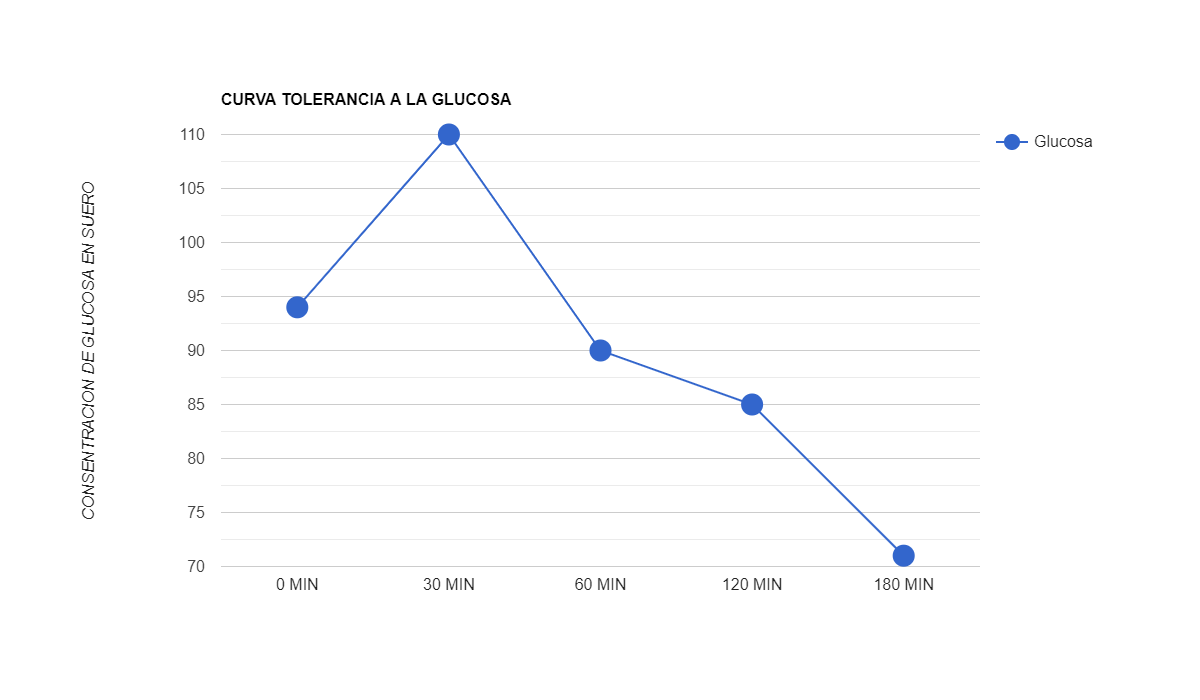 CURVA TOLERANCIA A LA GLUCOSA
Glucosa
CONSENTRACION DE GLUCOSA EN SUERO
110
105
100
95
90
85
80
75
70
0 MIN
30 MIN
60 MIN
120 MIN
180 MIN